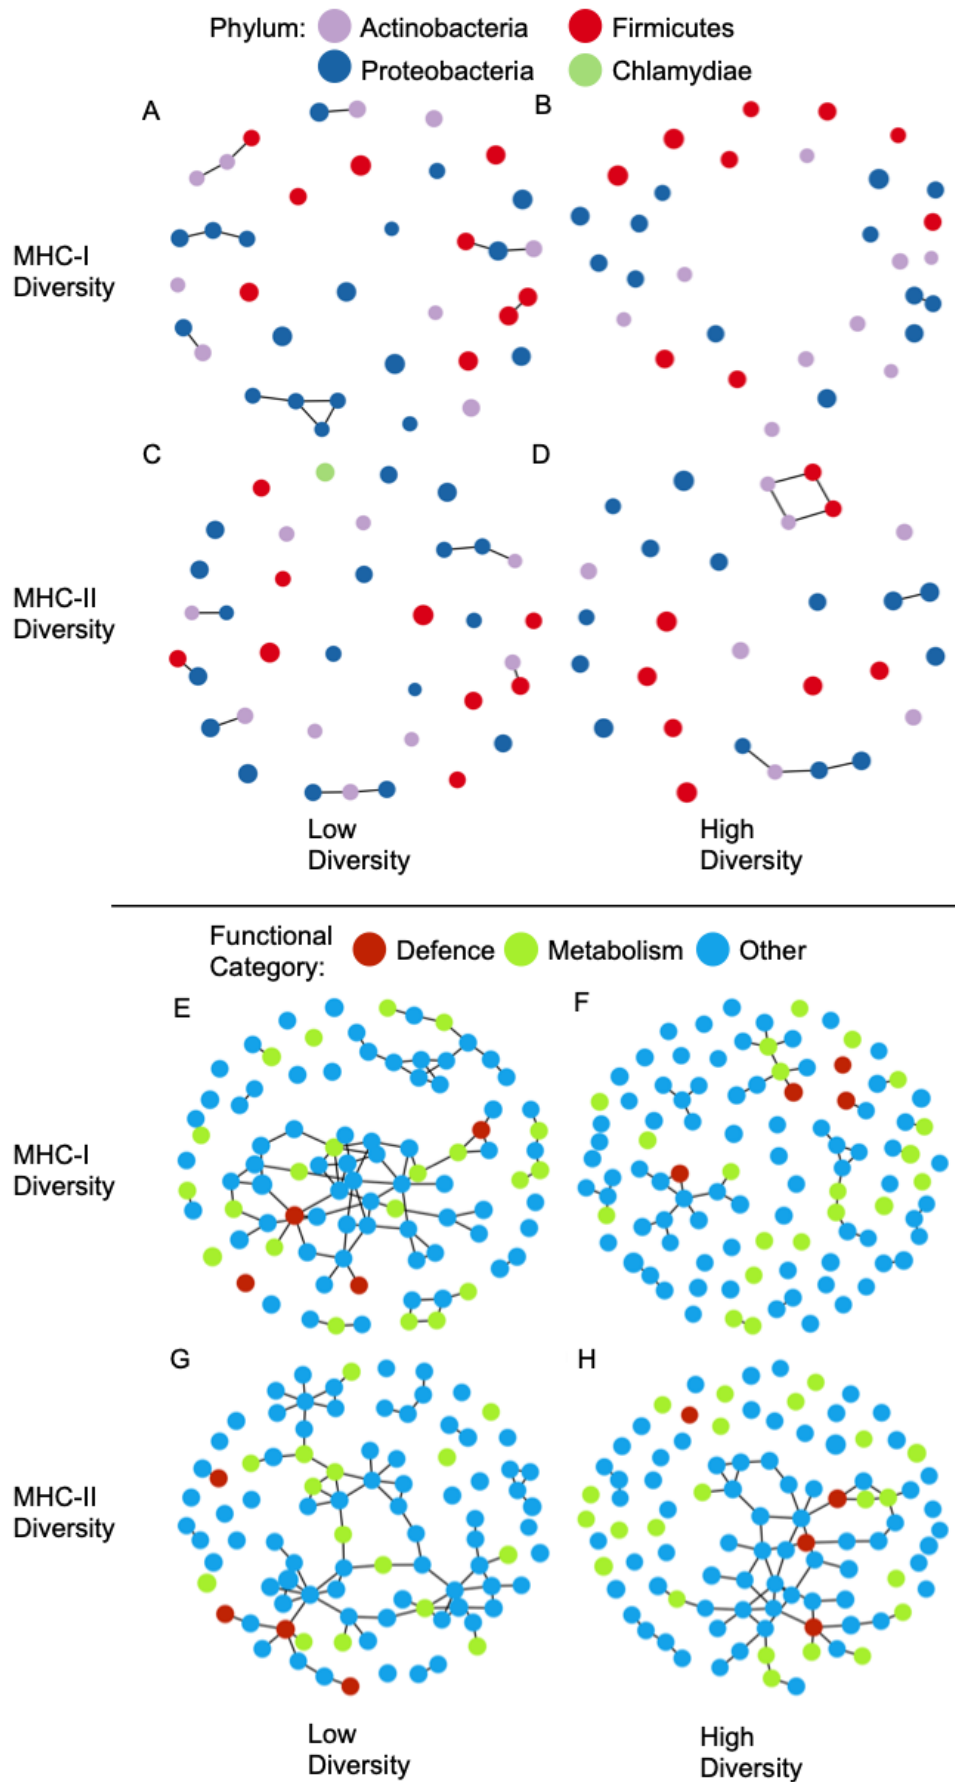 Phylum: Actinobacteria Firmicutes
Proteobacteria Chlamydiae
A
B
MHC-I
Diversity
C
D
MHC-II
Diversity
Low
Diversity
High
Diversity
Functional
Category:
Defence Metabolism Other
E
F
MHC-I
Diversity
G
H
MHC-II
Diversity
Low
Diversity
High
Diversity